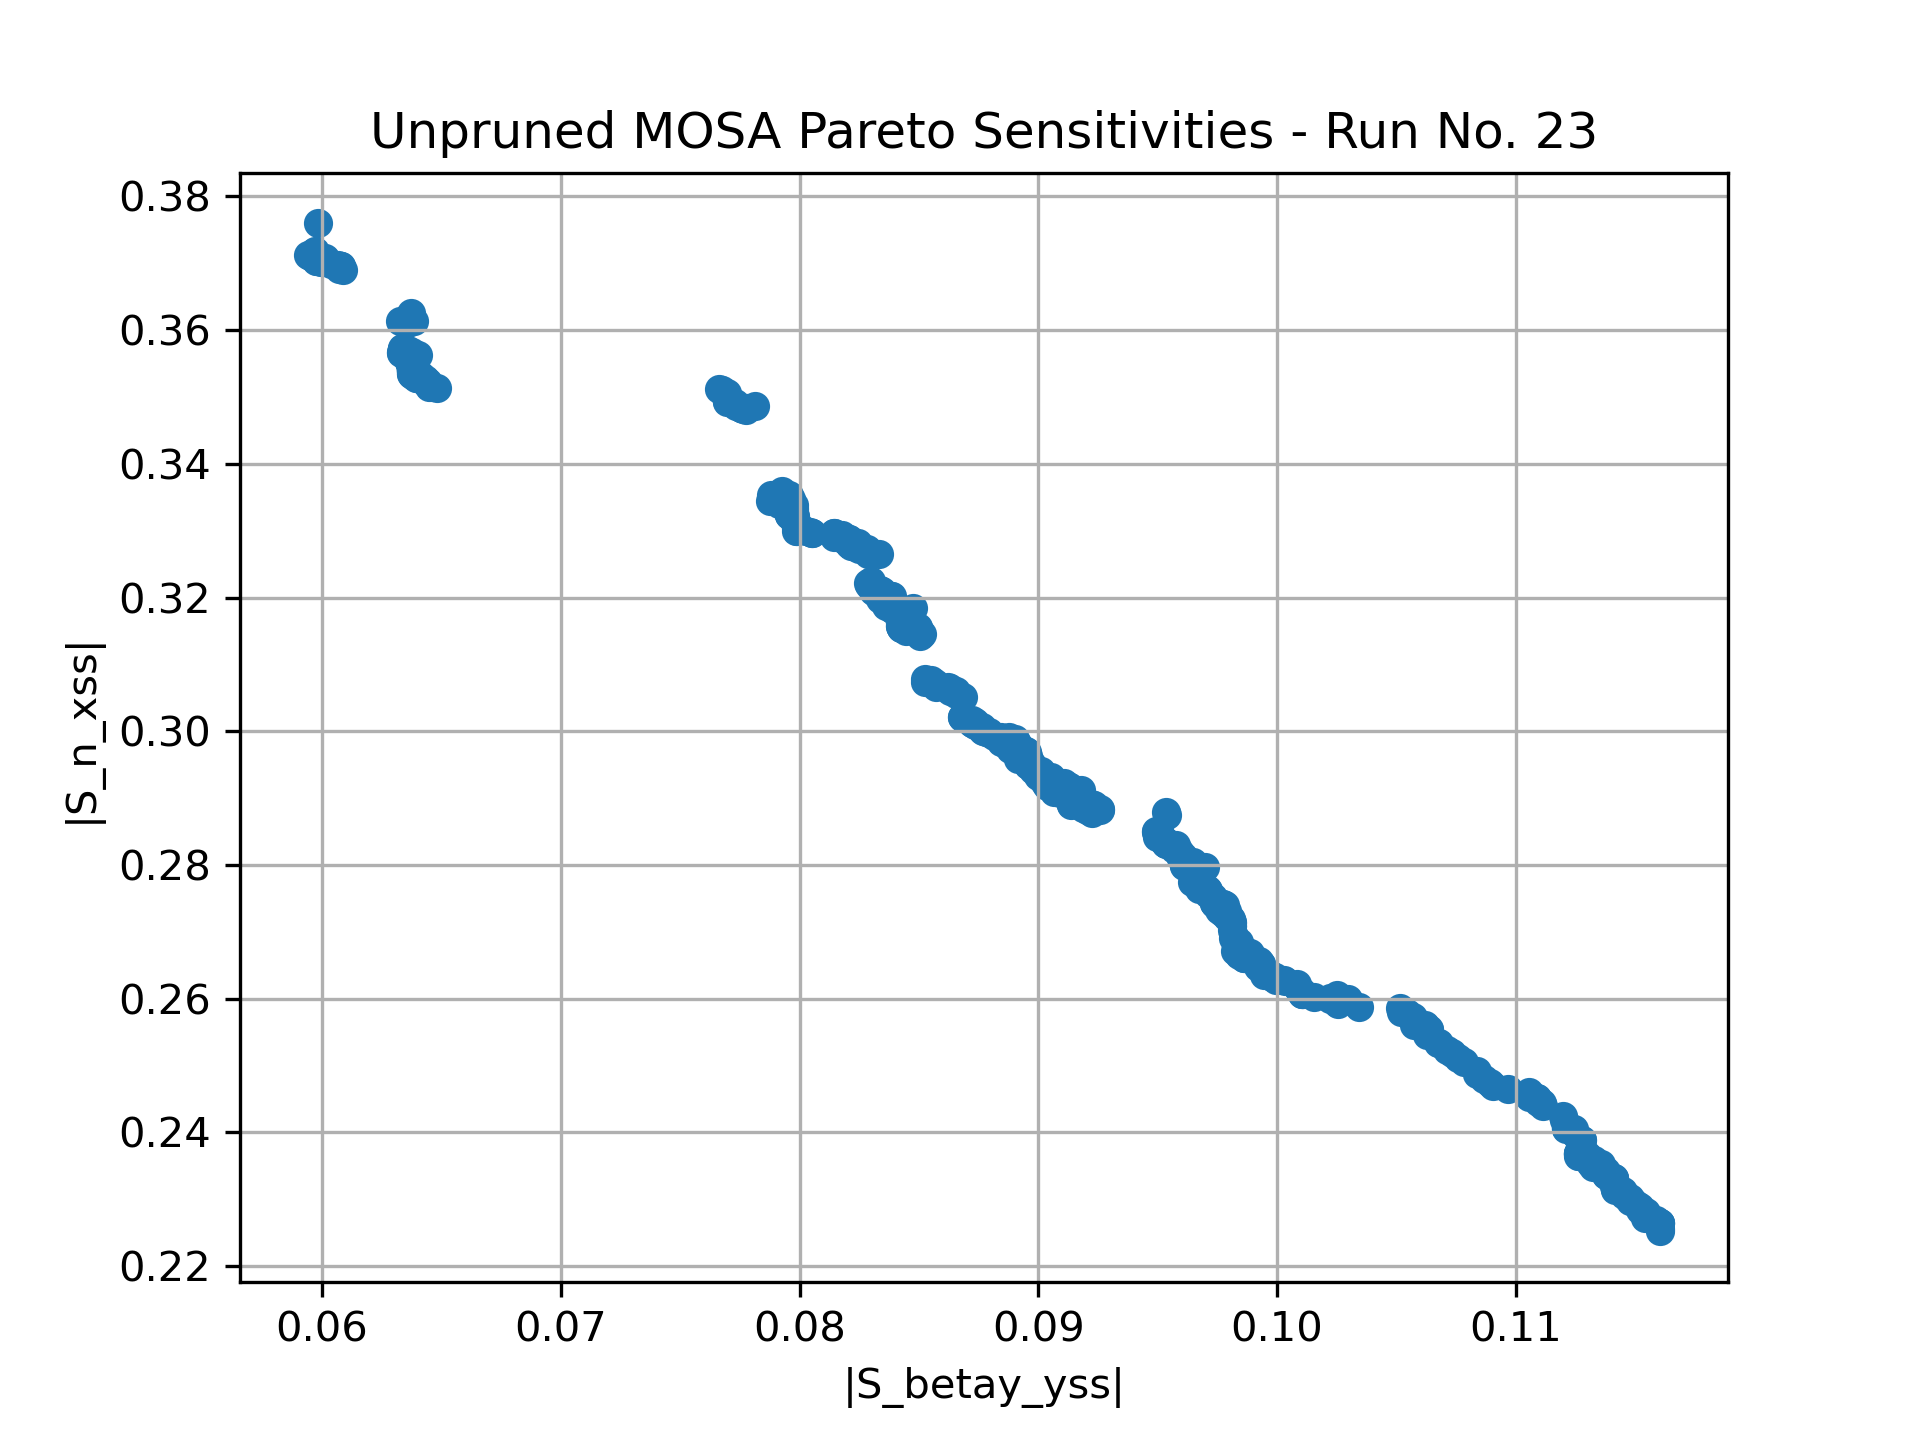 Unpruned MOSA Pareto Sensitivities - Run No. 23
0.38
0.36
0.34
0.32
0.30
0.28
0.26
0.24
0.22
|S_n_xss|
0.06 0.07 0.08 0.09 0.10 0.11
|S_betay_yss|